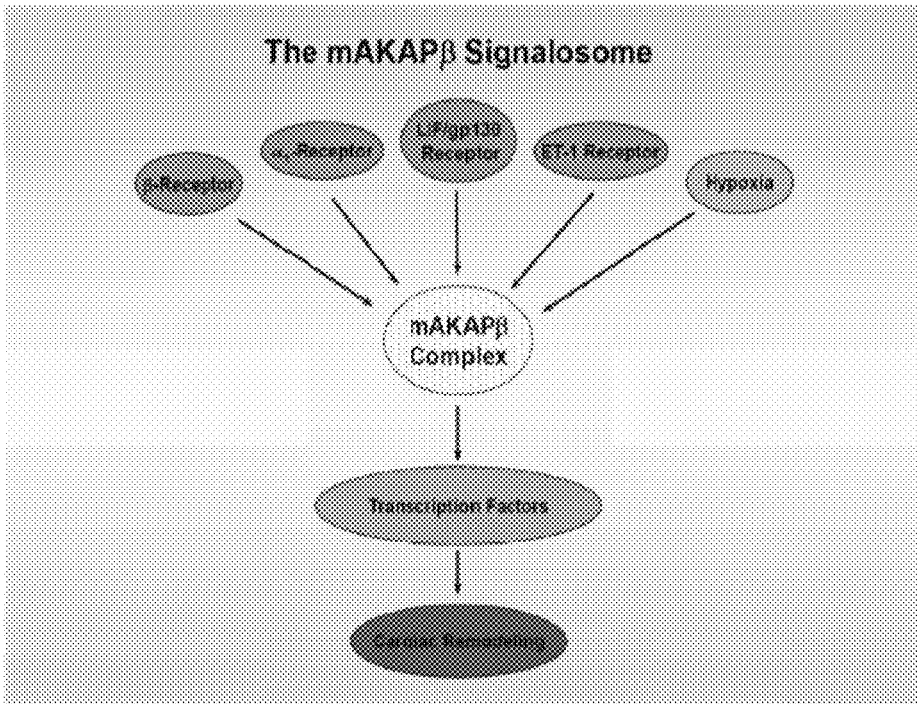 The mAKAPβ Signalosome
LIF/gp130
Receptor
α₁-Receptor
ET-1 Receptor
β-Receptor
Hypoxia
mAKAPβ
Complex
Transcription Factors
Cardiac Remodeling